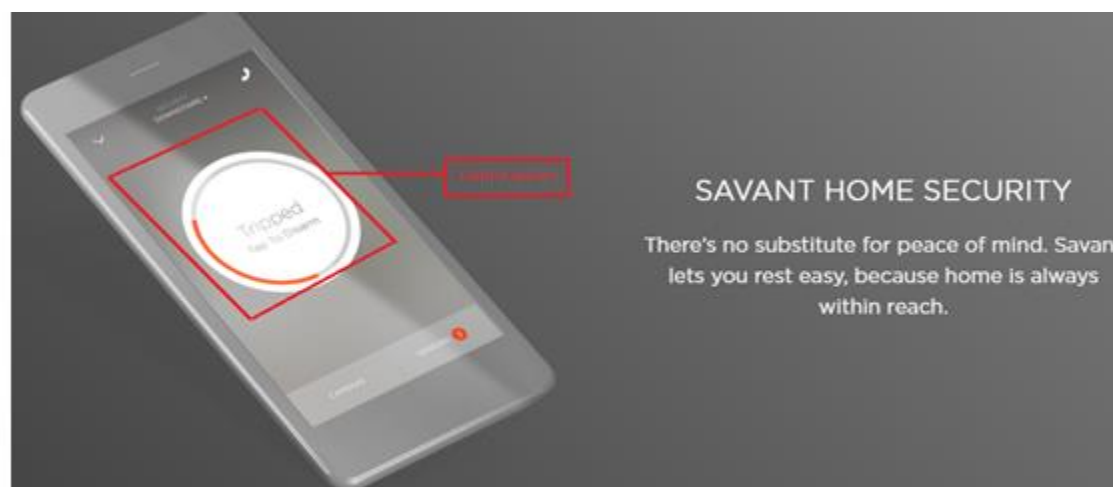 Tripped
Tap To Disarm
SAVANT HOME SECURITY
There's no substitute for peace of mind. Savan
lets you rest easy, because home is always
within reach.